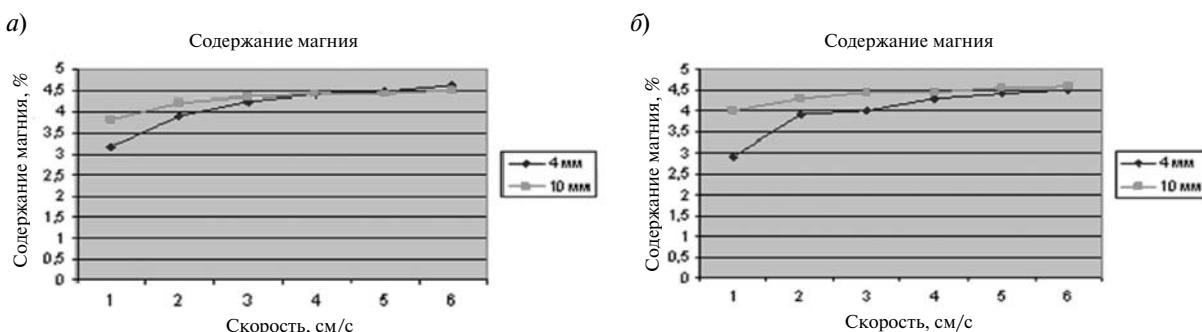 а)
Содержание магния
Содержание магния, %
5
4,5
4
3,5
3
2,5
2
1,5
1
0,5
0
1 2 3 4 5 6
Скорость, см/с
4 мм
10 мм
б)
Содержание магния
Содержание магния, %
5
4,5
4
3,5
3
2,5
2
1,5
1
0,5
0
1 2 3 4 5 6
Скорость, см/с
4 мм
10 мм